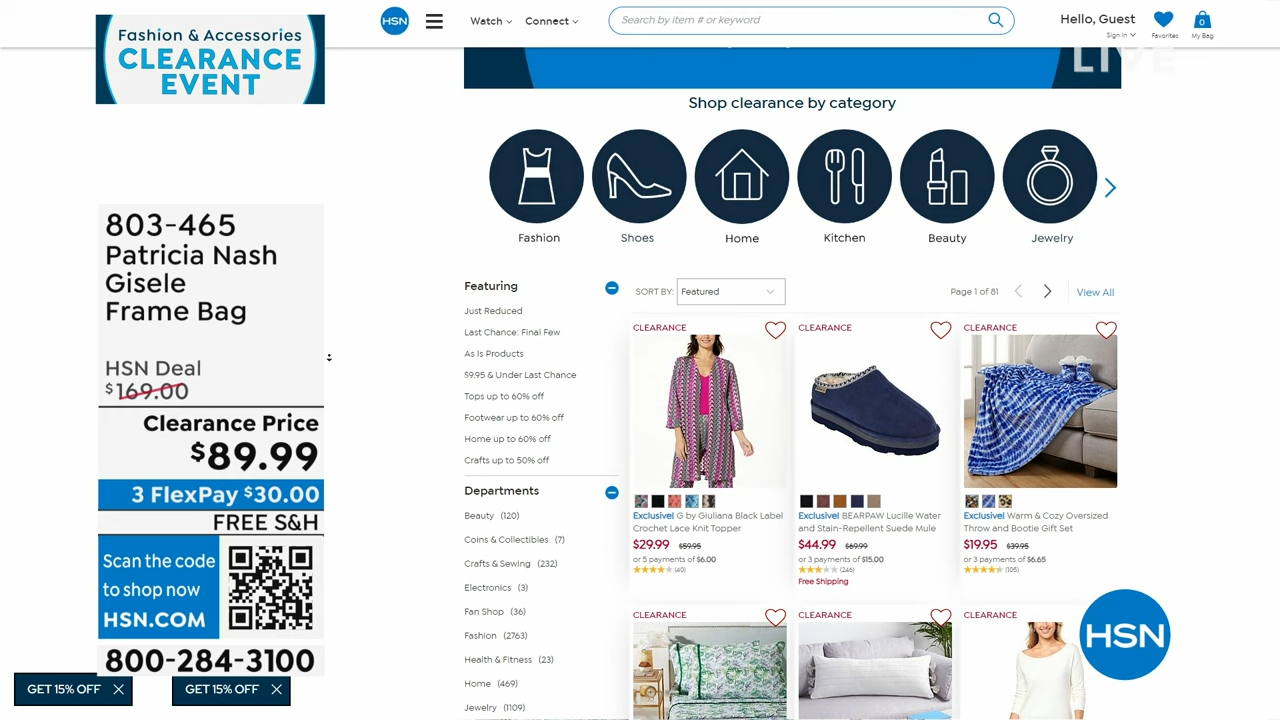 Fashion & Accessories
CLEARANCE
EVENT
HSN
Watch
Connect
Search by item # or keyword
Hello, Guest
Sign In
Favorites
0
My Bag
LIVE
Shop clearance by category
Fashion
Shoes
Home
Kitchen
Beauty
Jewelry
803-465
Patricia Nash
Gisele
Frame Bag
HSN Deal
$169.00
Clearance Price
$89.99
3 FlexPay $30.00
FREE S&H
Scan the code
to shop now
HSN.COM
800-284-3100
GET 15% OFF
GET 15% OFF
Featuring
Just Reduced
Last Chance: Final Few
As Is Products
$9.95 & Under Last Chance
Tops up to 60% off
Footwear up to 60% off
Home up to 60% off
Crafts up to 50% off
Departments
Beauty (120)
Coins & Collectibles (7)
Crafts & Sewing (232)
Electronics (3)
Fan Shop (36)
Fashion (2763)
Health & Fitness (23)
Home (469)
Jewelry (1109)
SORT BY: Featured
Page 1 of 81
View All
CLEARANCE
Exclusive! G by Giuliana Black Label
Crochet Lace Knit Topper
$29.99 $59.95
or 5 payments of $6.00
(40)
CLEARANCE
Exclusive! BEARPAW Lucille Water
and Stain-Repellent Suede Mule
$44.99 $69.99
or 3 payments of $15.00
(246)
Free Shipping
CLEARANCE
Exclusive! Warm & Cozy Oversized
Throw and Bootie Gift Set
$19.95 $39.95
or 3 payments of $6.65
(105)
CLEARANCE
CLEARANCE
CLEARANCE
HSN